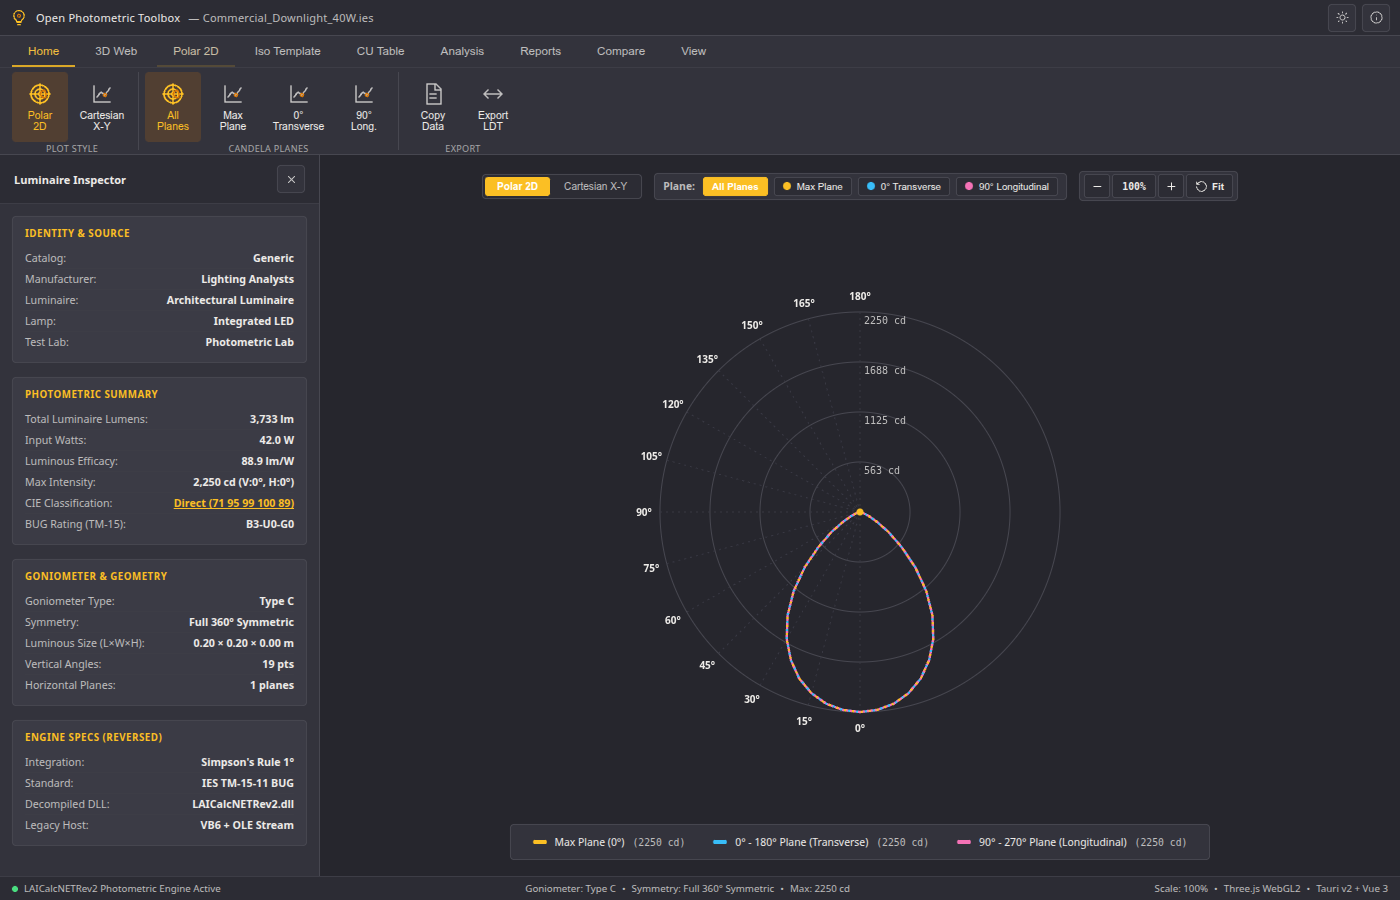 Open Photometric Toolbox — Commercial_Downlight_40W.ies
Home 3D Web Polar 2D Iso Template CU Table Analysis Reports Compare View
Polar 2D
Cartesian X-Y
PLOT STYLE
All Planes
Max Plane
0° Transverse
90° Long.
CANDELA PLANES
Copy Data
Export LDT
EXPORT
Luminaire Inspector
IDENTITY & SOURCE
Catalog: Generic
Manufacturer: Lighting Analysts
Luminaire: Architectural Luminaire
Lamp: Integrated LED
Test Lab: Photometric Lab
PHOTOMETRIC SUMMARY
Total Luminaire Lumens: 3,733 lm
Input Watts: 42.0 W
Luminous Efficacy: 88.9 lm/W
Max Intensity: 2,250 cd (V:0°, H:0°)
CIE Classification: Direct (71 95 99 100 89)
BUG Rating (TM-15): B3-U0-G0
GONIOMETER & GEOMETRY
Goniometer Type: Type C
Symmetry: Full 360° Symmetric
Luminous Size (L×W×H): 0.20 × 0.20 × 0.00 m
Vertical Angles: 19 pts
Horizontal Planes: 1 planes
ENGINE SPECS (REVERSED)
Integration: Simpson's Rule 1°
Standard: IES TM-15-11 BUG
Decompiled DLL: LAICalcNETRev2.dll
Legacy Host: VB6 + OLE Stream
Polar 2D Cartesian X-Y
Plane: All Planes Max Plane 0° Transverse 90° Longitudinal
− 100% + Fit
180°
165°
150°
135°
120°
105°
90°
75°
60°
45°
30°
15°
0°
2250 cd
1688 cd
1125 cd
563 cd
Max Plane (0°) (2250 cd) 0° - 180° Plane (Transverse) (2250 cd) 90° - 270° Plane (Longitudinal) (2250 cd)
LAICalcNETRev2 Photometric Engine Active
Goniometer: Type C • Symmetry: Full 360° Symmetric • Max: 2250 cd
Scale: 100% • Three.js WebGL2 • Tauri v2 + Vue 3